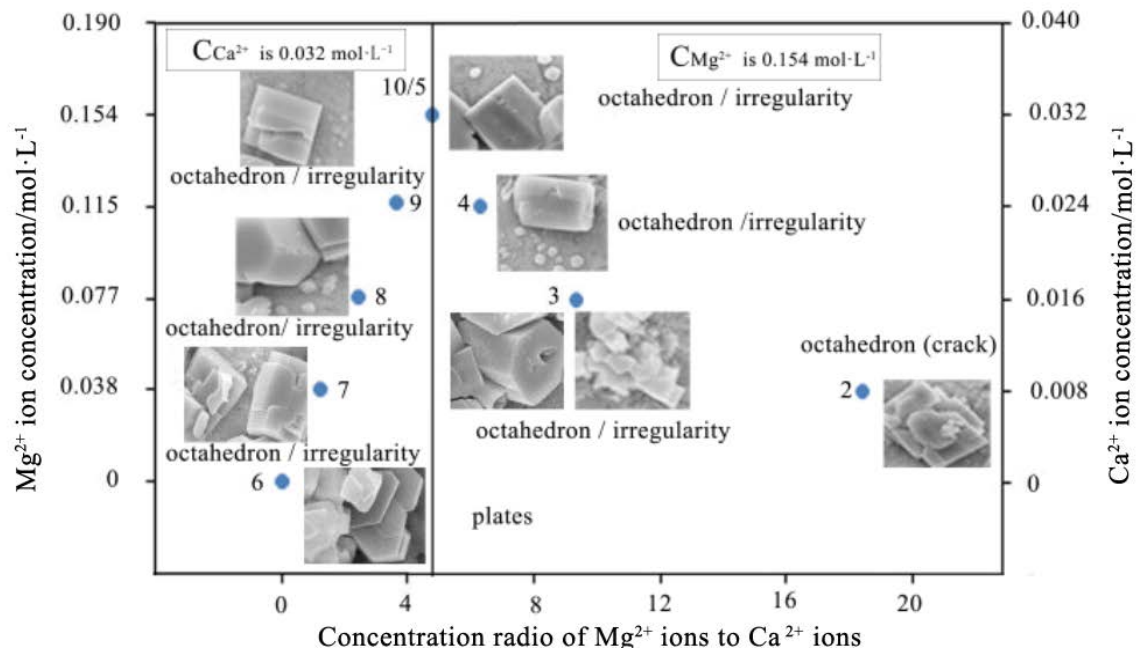 0.190
0.154
0.115
0.077
0.038
0
Mg²⁺ ion concentration/mol·L⁻¹
CCa²⁺ is 0.032 mol·L⁻¹
10/5
octahedron / irregularity
9
8
octahedron/ irregularity
7
octahedron / irregularity
6
CMg²⁺ is 0.154 mol·L⁻¹
octahedron / irregularity
4
octahedron /irregularity
3
octahedron / irregularity
octahedron (crack)
2
plates
0.040
0.032
0.024
0.016
0.008
0
Ca²⁺ ion concentration/mol·L⁻¹
0 4 8 12 16 20
Concentration radio of Mg²⁺ ions to Ca²⁺ ions